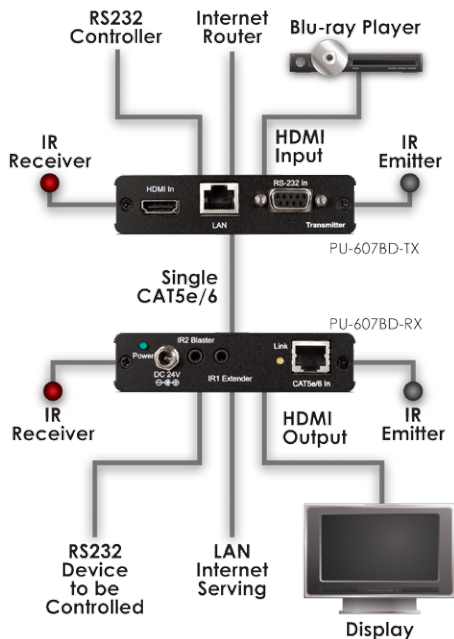 RS232
Controller
Internet
Router
Blu-ray Player
IR
Receiver
HDMI
Input
IR
Emitter
HDMI In
LAN
RS-232 In
Transmitter
PU-607BD-TX
Single
CAT5e/6
PU-607BD-RX
Power
DC 24V
IR2 Blaster
IR1 Extender
Link
CAT5e/6 In
IR
Receiver
HDMI
Output
IR
Emitter
RS232
Device
to be
Controlled
LAN
Internet
Serving
Display